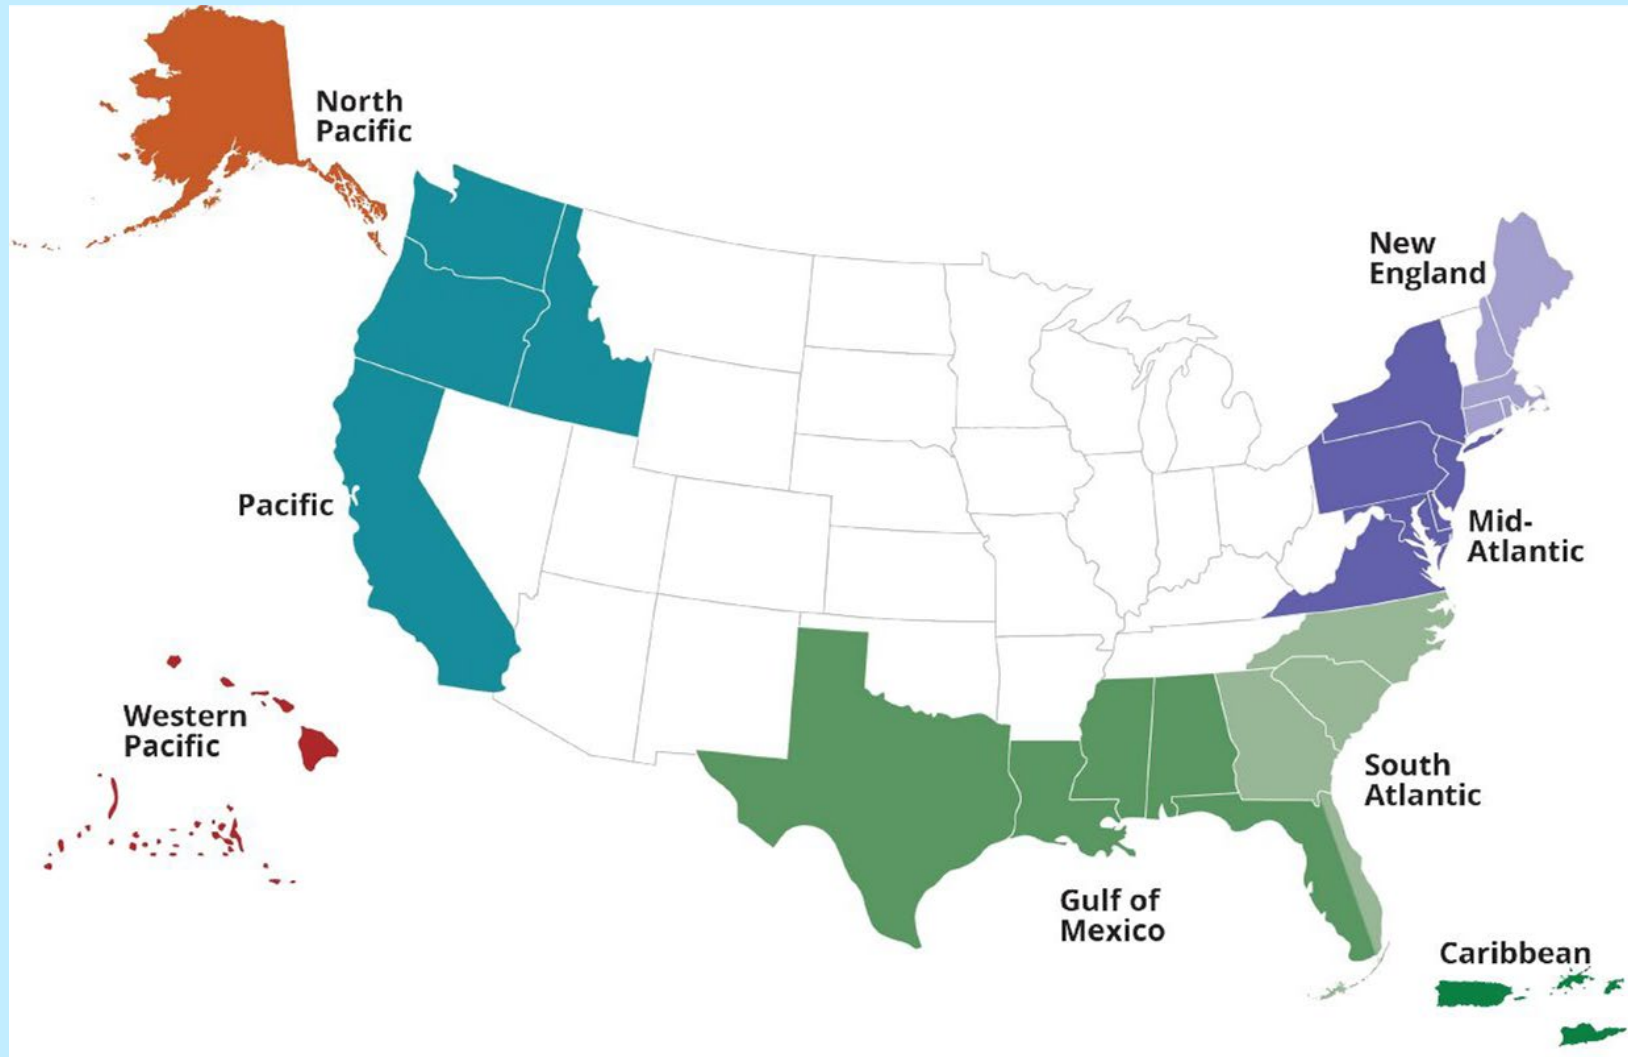 North
Pacific
New
England
Pacific
Mid-
Atlantic
Western
Pacific
South
Atlantic
Gulf of
Mexico
Caribbean